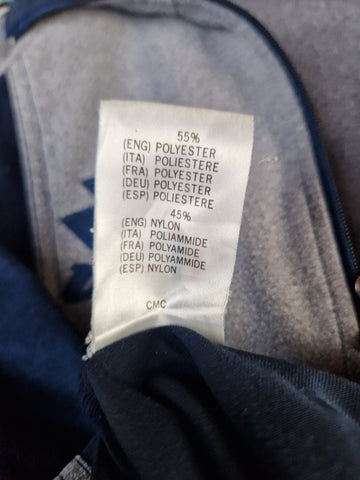 55%
(ENG) POLYESTER
(ITA) POLIESTERE
(FRA) POLYESTER
(DEU) POLYESTER
(ESP) POLIESTERE
45%
(ENG) NYLON
(ITA) POLIAMMIDE
(FRA) POLYAMIDE
(DEU) POLYAMMIDE
(ESP) NYLON
CMC